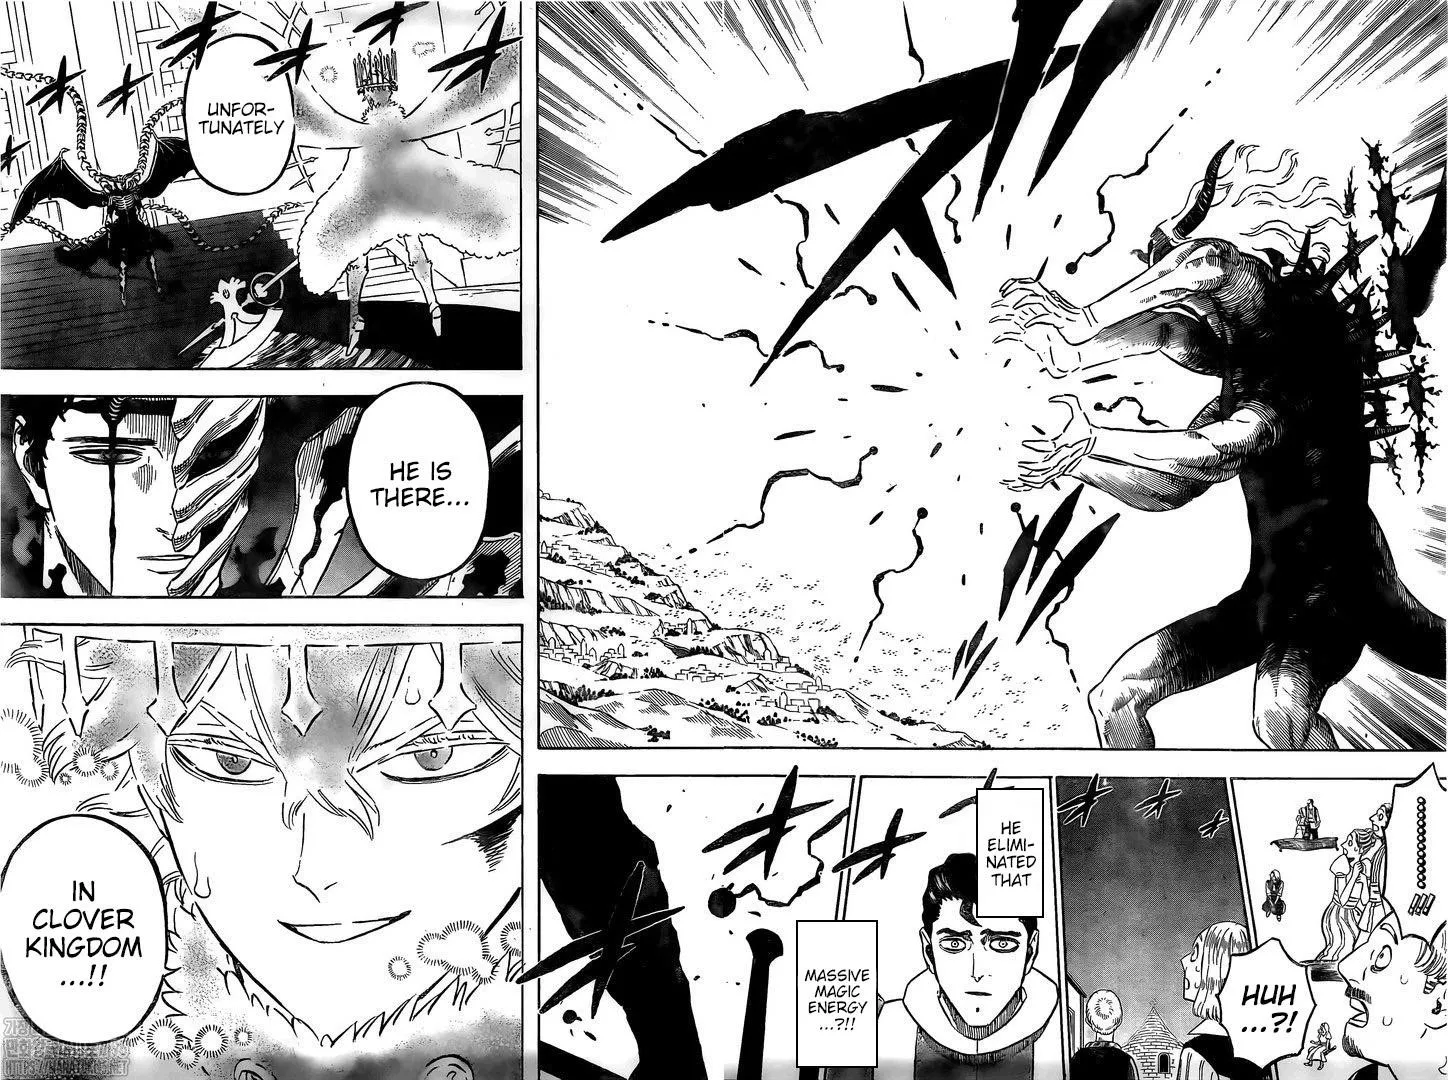 HE
ELIMI-
NATED
THAT
MASSIVE
MAGIC
ENERGY
...?!!
.........!!!
HUH
...?!
UNFOR-
TUNATELY
HE IS
THERE...
IN
CLOVER
KINGDOM
...!!